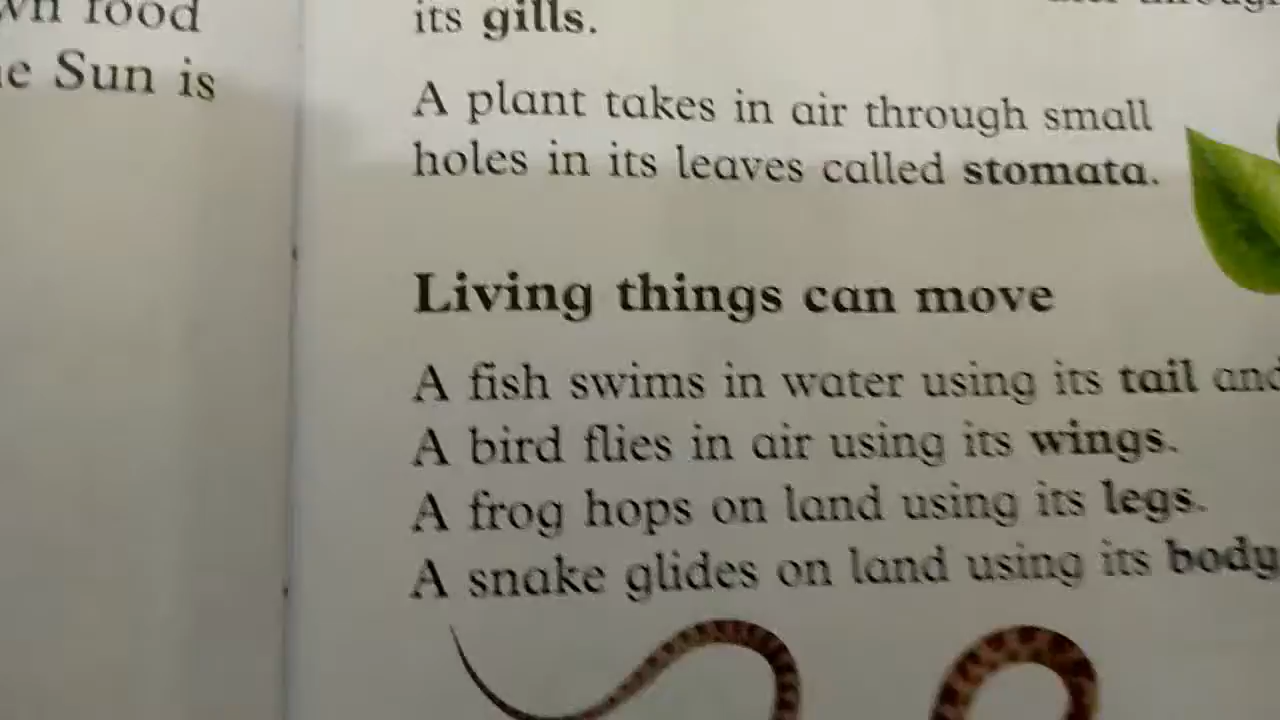 food
Sun is
its gills.
A plant takes in air through small
holes in its leaves called stomata.
Living things can move
A fish swims in water using its tail and
A bird flies in air using its wings.
A frog hops on land using its legs.
A snake glides on land using its body